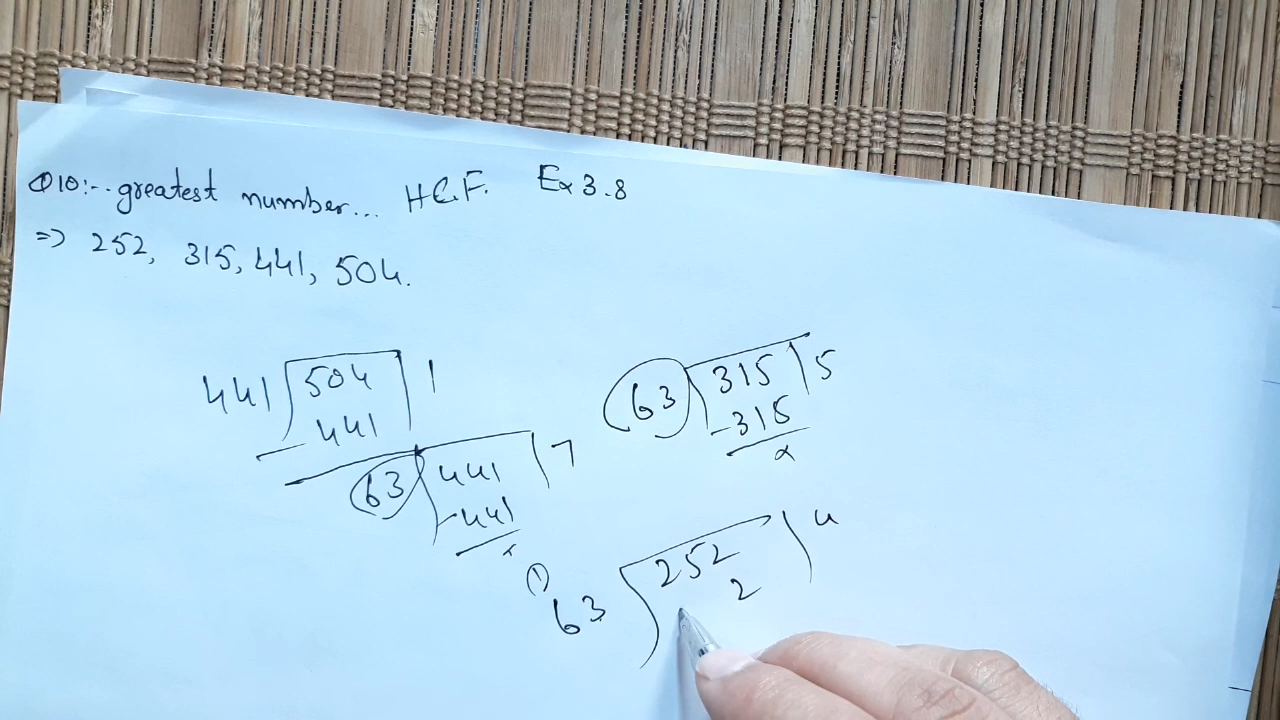 Q10:-. greatest number... H.C.F. Ex 3.8
=> 252, 315, 441, 504.
441 504 1
- 441
63 441 7
- 441
x
63 315 5
- 315
x
1
63 252 4
2